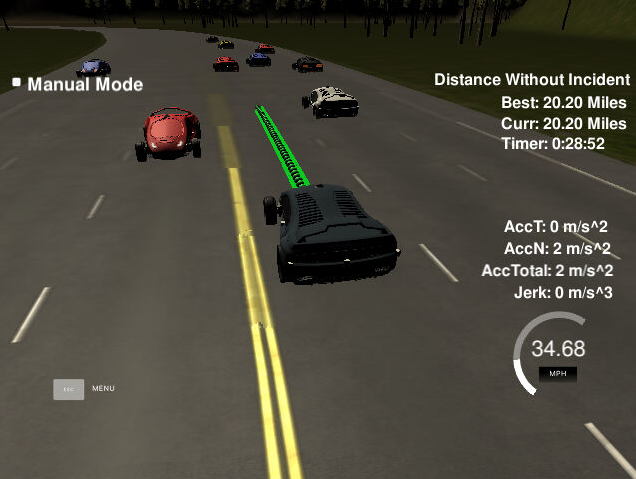 Manual Mode
Distance Without Incident
Best: 20.20 Miles
Curr: 20.20 Miles
Timer: 0:28:52
AccT: 0 m/s^2
AccN: 2 m/s^2
AccTotal: 2 m/s^2
Jerk: 0 m/s^3
34.68
MPH
ESC MENU